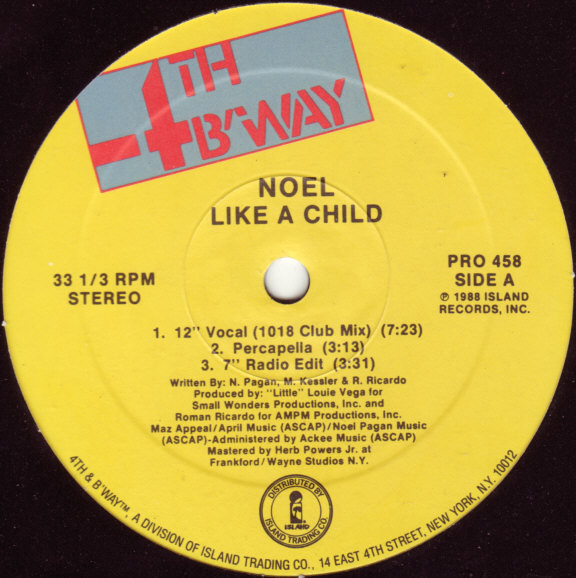 4TH
B'WAY
NOEL
LIKE A CHILD
33 1/3 RPM
STEREO
PRO 458
SIDE A
℗ 1988 ISLAND
RECORDS, INC.
1. 12" Vocal (1018 Club Mix) (7:23)
2. Percapella (3:13)
3. 7" Radio Edit (3:31)
Written By: N. Pagan, M. Kessler & R. Ricardo
Produced by: "Little" Louie Vega for
Small Wonders Productions, Inc. and
Roman Ricardo for AMPM Productions, Inc.
Maz Appeal/April Music (ASCAP)/Noel Pagan Music
(ASCAP)-Administered by Ackee Music (ASCAP)
Mastered by Herb Powers Jr. at
Frankford/Wayne Studios N.Y.
DISTRIBUTED BY
ISLAND
ISLAND TRADING CO.
4TH & B'WAY™, A DIVISION OF ISLAND TRADING CO., 14 EAST 4TH STREET, NEW YORK, N.Y. 10012